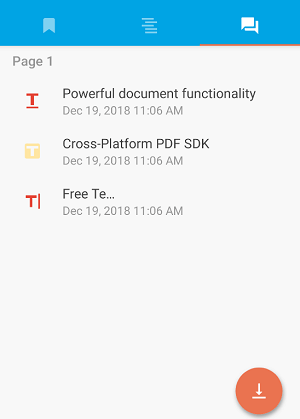 Page 1
Powerful document functionality
Dec 19, 2018 11:06 AM
Cross-Platform PDF SDK
Dec 19, 2018 11:06 AM
Free Te...
Dec 19, 2018 11:06 AM